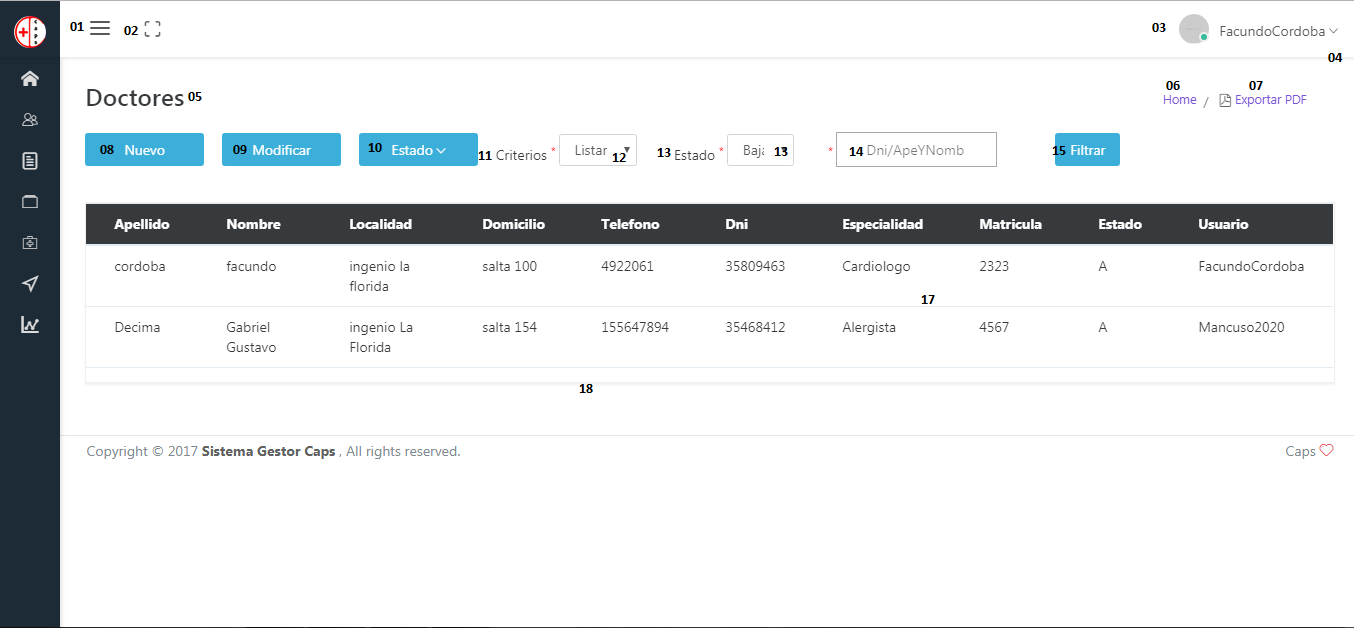 01 02 03 FacundoCordoba
04
Doctores 05
06 07
Home / Exportar PDF
08 Nuevo 09 Modificar 10 Estado 11 Criterios * Listar 12 13 Estado * Baja 13 * 14 Dni/ApeYNomb 15 Filtrar
Apellido Nombre Localidad Domicilio Telefono Dni Especialidad Matricula Estado Usuario
cordoba facundo ingenio la salta 100 4922061 35809463 Cardiologo 2323 A FacundoCordoba
florida
17
Decima Gabriel ingenio La salta 154 155647894 35468412 Alergista 4567 A Mancuso2020
Gustavo Florida
18
Copyright © 2017 Sistema Gestor Caps , All rights reserved. Caps